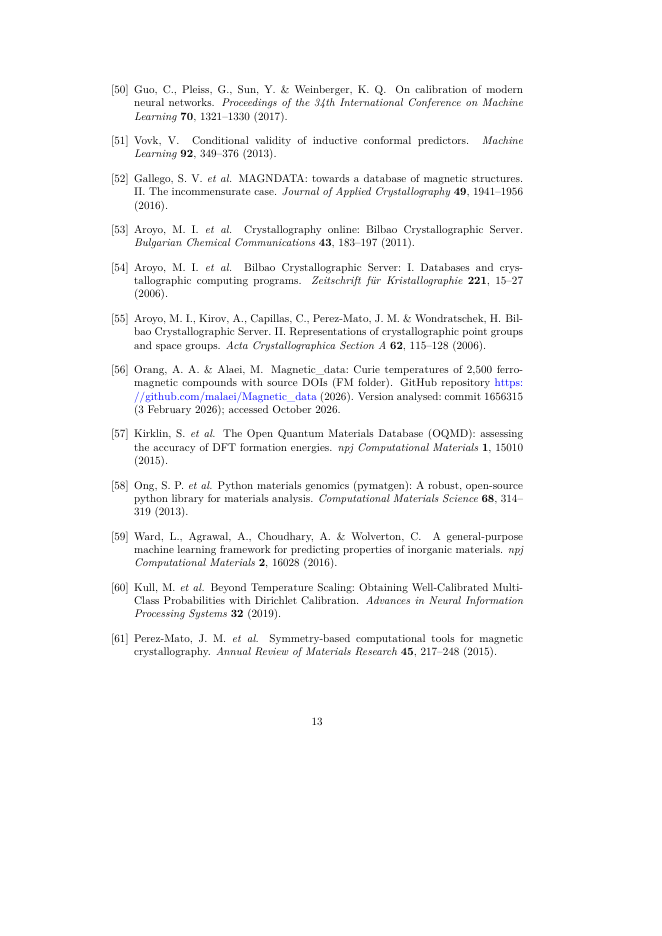 [50] Guo, C., Pleiss, G., Sun, Y. & Weinberger, K. Q. On calibration of modern
neural networks. Proceedings of the 34th International Conference on Machine
Learning 70, 1321–1330 (2017).
[51] Vovk, V. Conditional validity of inductive conformal predictors. Machine
Learning 92, 349–376 (2013).
[52] Gallego, S. V. et al. MAGNDATA: towards a database of magnetic structures.
II. The incommensurate case. Journal of Applied Crystallography 49, 1941–1956
(2016).
[53] Aroyo, M. I. et al. Crystallography online: Bilbao Crystallographic Server.
Bulgarian Chemical Communications 43, 183–197 (2011).
[54] Aroyo, M. I. et al. Bilbao Crystallographic Server: I. Databases and crys-
tallographic computing programs. Zeitschrift für Kristallographie 221, 15–27
(2006).
[55] Aroyo, M. I., Kirov, A., Capillas, C., Perez-Mato, J. M. & Wondratschek, H. Bil-
bao Crystallographic Server. II. Representations of crystallographic point groups
and space groups. Acta Crystallographica Section A 62, 115–128 (2006).
[56] Orang, A. A. & Alaei, M. Magnetic_data: Curie temperatures of 2,500 ferro-
magnetic compounds with source DOIs (FM folder). GitHub repository https:
//github.com/malaei/Magnetic_data (2026). Version analysed: commit 1656315
(3 February 2026); accessed October 2026.
[57] Kirklin, S. et al. The Open Quantum Materials Database (OQMD): assessing
the accuracy of DFT formation energies. npj Computational Materials 1, 15010
(2015).
[58] Ong, S. P. et al. Python materials genomics (pymatgen): A robust, open-source
python library for materials analysis. Computational Materials Science 68, 314–
319 (2013).
[59] Ward, L., Agrawal, A., Choudhary, A. & Wolverton, C. A general-purpose
machine learning framework for predicting properties of inorganic materials. npj
Computational Materials 2, 16028 (2016).
[60] Kull, M. et al. Beyond Temperature Scaling: Obtaining Well-Calibrated Multi-
Class Probabilities with Dirichlet Calibration. Advances in Neural Information
Processing Systems 32 (2019).
[61] Perez-Mato, J. M. et al. Symmetry-based computational tools for magnetic
crystallography. Annual Review of Materials Research 45, 217–248 (2015).
13